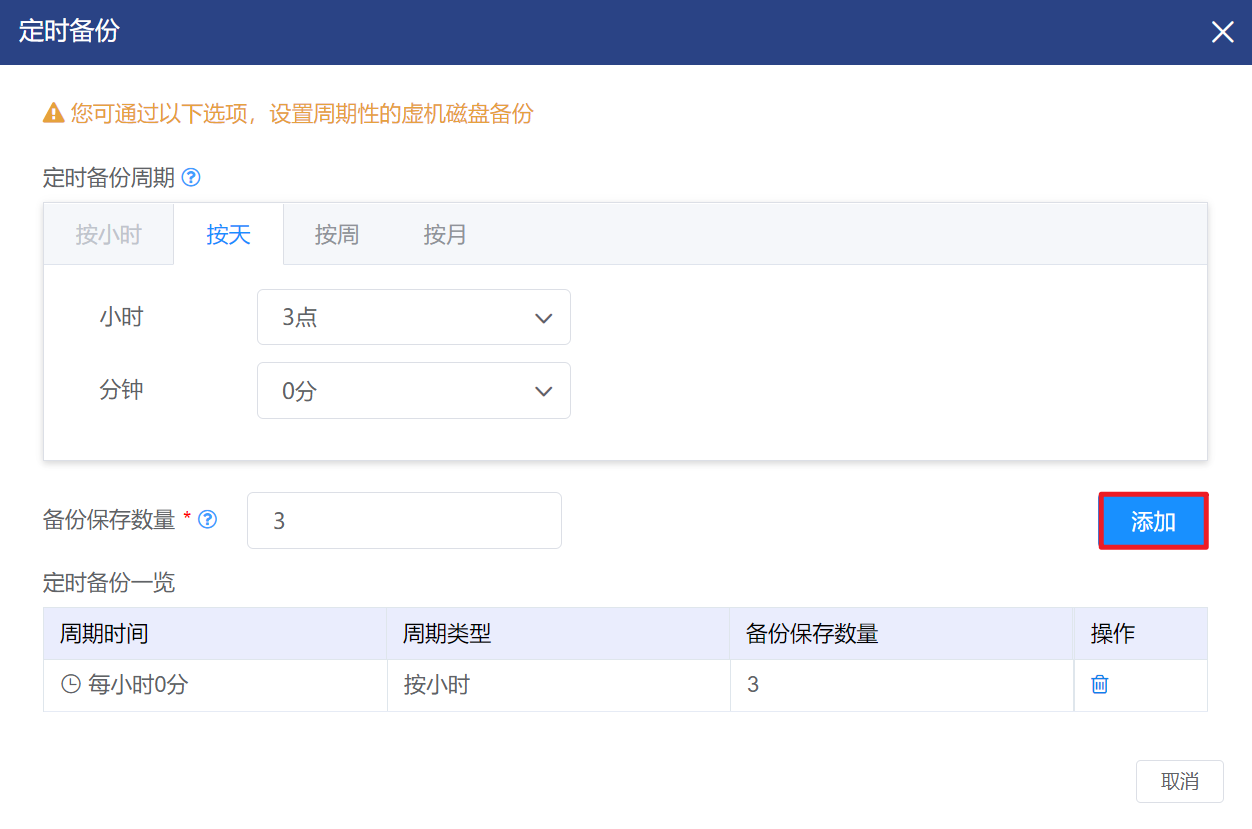 定时备份
您可通过以下选项，设置周期性的虚机磁盘备份
定时备份周期
按小时 按天 按周 按月
小时 3点
分钟 0分
备份保存数量 * 3 添加
定时备份一览
周期时间 周期类型 备份保存数量 操作
每小时0分 按小时 3
取消